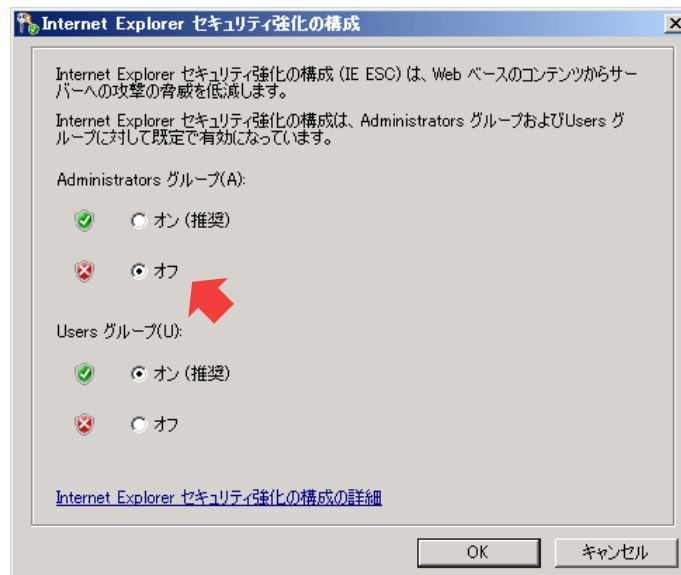 Internet Explorer セキュリティ強化の構成
Internet Explorer セキュリティ強化の構成 (IE ESC) は、Web ベースのコンテンツからサー
バーへの攻撃の脅威を低減します。
Internet Explorer セキュリティ強化の構成は、Administrators グループおよびUsers グ
ループに対して既定で有効になっています。
Administrators グループ(A):
オン (推奨)
オフ
Users グループ(U):
オン (推奨)
オフ
Internet Explorer セキュリティ強化の構成の詳細
OK
キャンセル